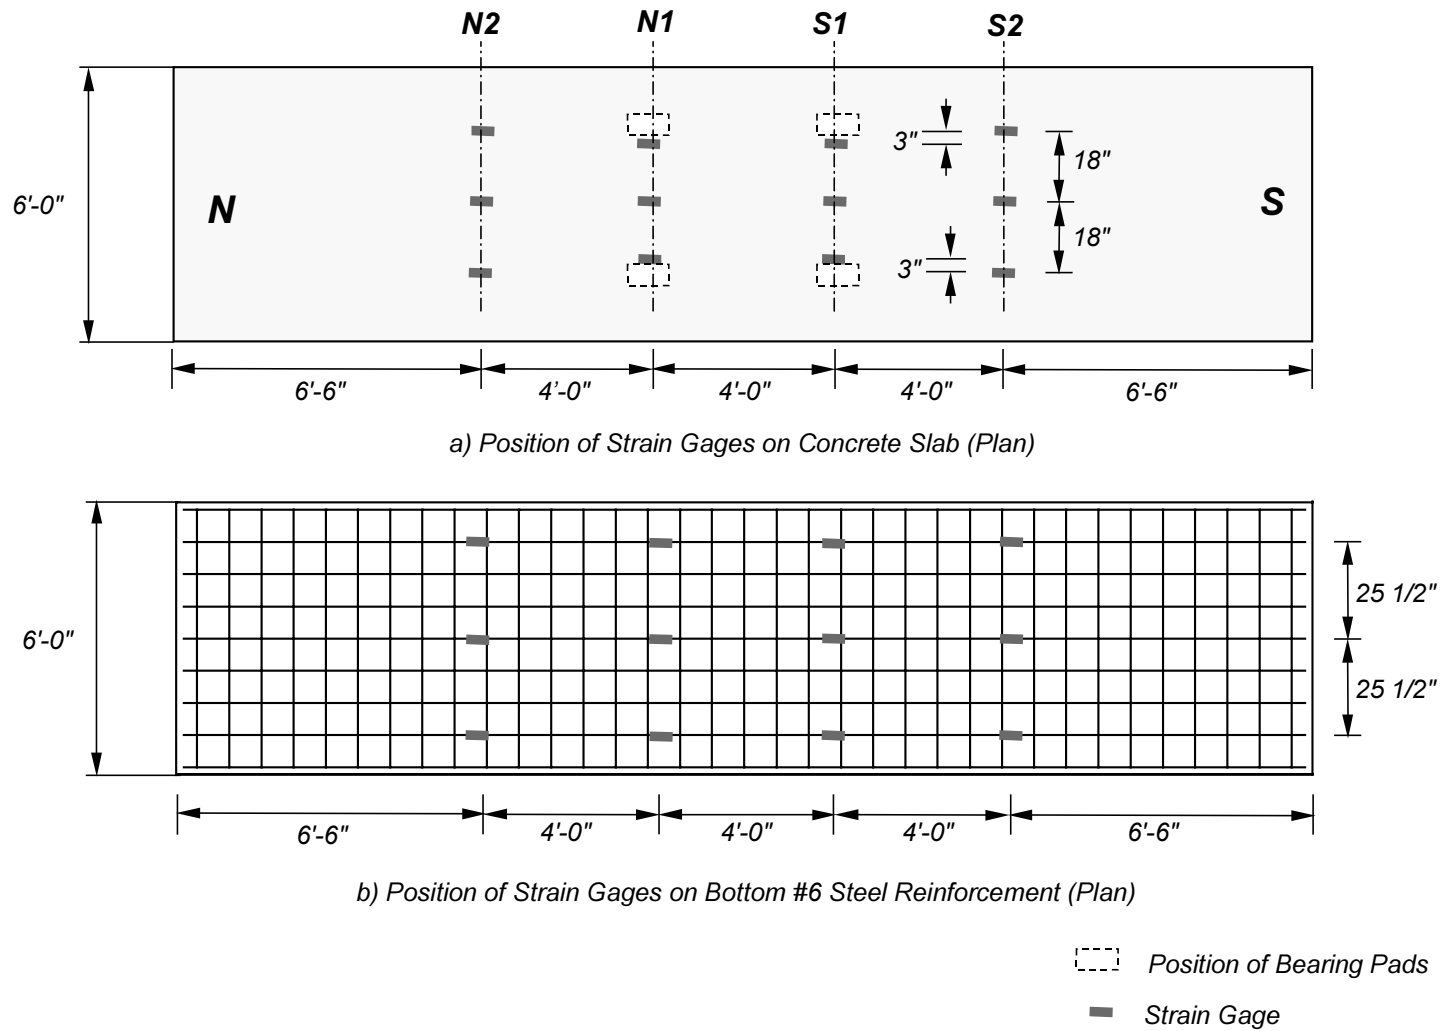 N2 N1 S1 S2
3" 18"
6'-0" N S
18"
3"
6'-6" 4'-0" 4'-0" 4'-0" 6'-6"
a) Position of Strain Gages on Concrete Slab (Plan)
25 1/2"
6'-0"
25 1/2"
6'-6" 4'-0" 4'-0" 4'-0" 6'-6"
b) Position of Strain Gages on Bottom #6 Steel Reinforcement (Plan)
Position of Bearing Pads
Strain Gage